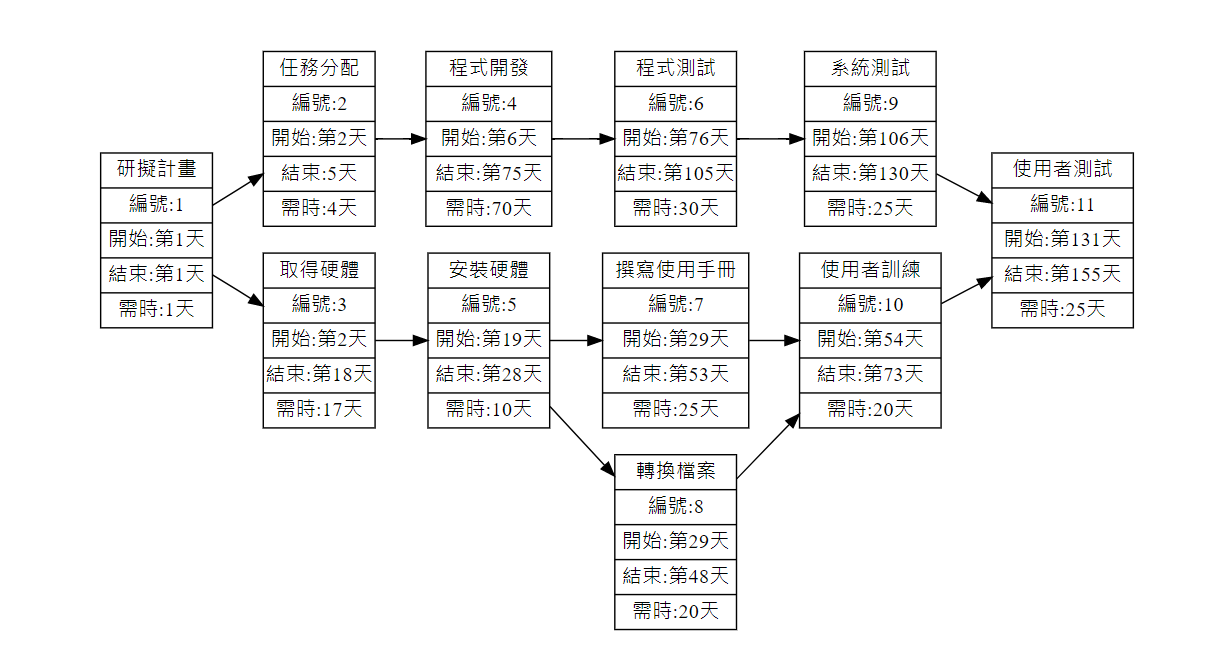 研擬計畫
編號:1
開始:第1天
結束:第1天
需時:1天
任務分配
編號:2
開始:第2天
結束:5天
需時:4天
程式開發
編號:4
開始:第6天
結束:第75天
需時:70天
程式測試
編號:6
開始:第76天
結束:第105天
需時:30天
系統測試
編號:9
開始:第106天
結束:第130天
需時:25天
取得硬體
編號:3
開始:第2天
結束:第18天
需時:17天
安裝硬體
編號:5
開始:第19天
結束:第28天
需時:10天
撰寫使用手冊
編號:7
開始:第29天
結束:第53天
需時:25天
轉換檔案
編號:8
開始:第29天
結束:第48天
需時:20天
使用者訓練
編號:10
開始:第54天
結束:第73天
需時:20天
使用者測試
編號:11
開始:第131天
結束:第155天
需時:25天